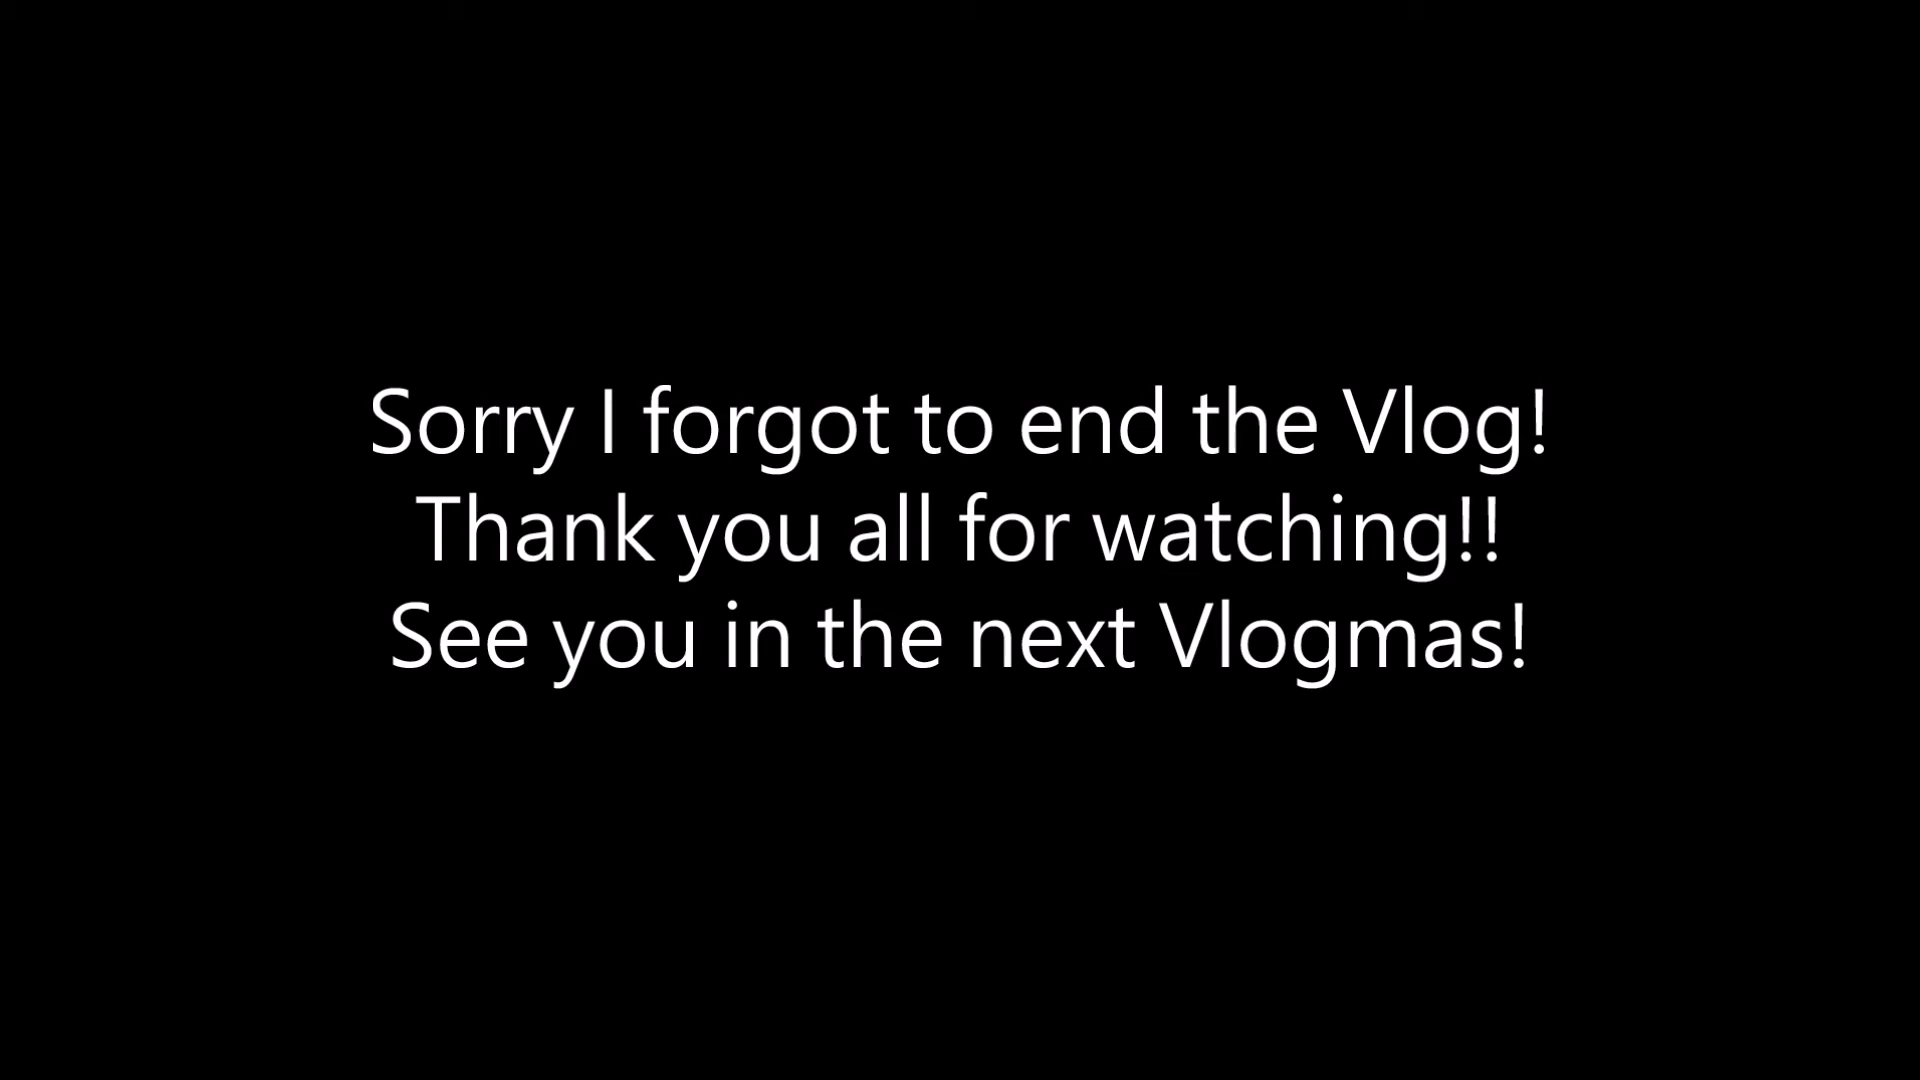 Sorry I forgot to end the Vlog!
Thank you all for watching!!
See you in the next Vlogmas!